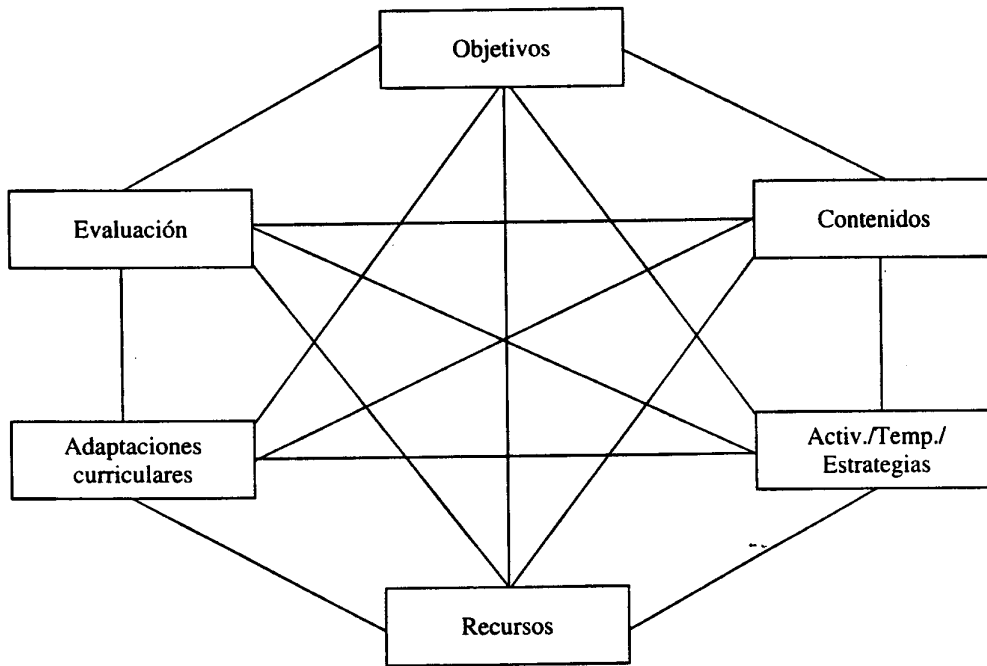 Objetivos
Evaluación
Contenidos
Adaptaciones
curriculares
Activ./Temp./
Estrategias
Recursos